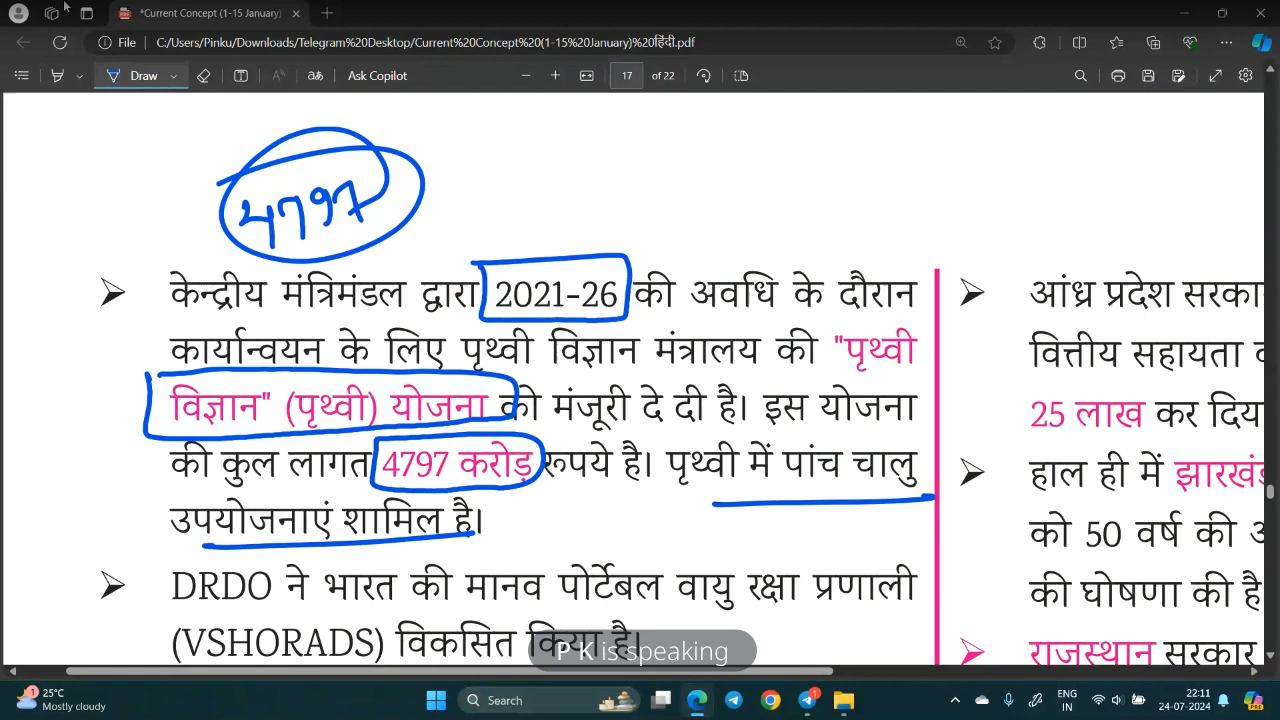 *Current Concept (1-15 January)
File C:/Users/Pinku/Downloads/Telegram%20Desktop/Current%20Concept%20(1-15%20January)%20हिंदी.pdf
Draw Ask Copilot 17 of 22
4797
केन्द्रीय मंत्रिमंडल द्वारा 2021-26 की अवधि के दौरान
कार्यान्वयन के लिए पृथ्वी विज्ञान मंत्रालय की "पृथ्वी
विज्ञान" (पृथ्वी) योजना को मंजूरी दे दी है। इस योजना
की कुल लागत 4797 करोड़ रूपये है। पृथ्वी में पांच चालु
उपयोजनाएं शामिल है।
DRDO ने भारत की मानव पोर्टेबल वायु रक्षा प्रणाली
(VSHORADS) विकसित किया है।
आंध्र प्रदेश सरकार
वित्तीय सहायता
25 लाख कर दिय
हाल ही में झारखंड
को 50 वर्ष की
की घोषणा की है
राजस्थान सरकार
P K is speaking
1 25°C
Mostly cloudy
Search
1
ENG
IN
22:11
24-07-2024